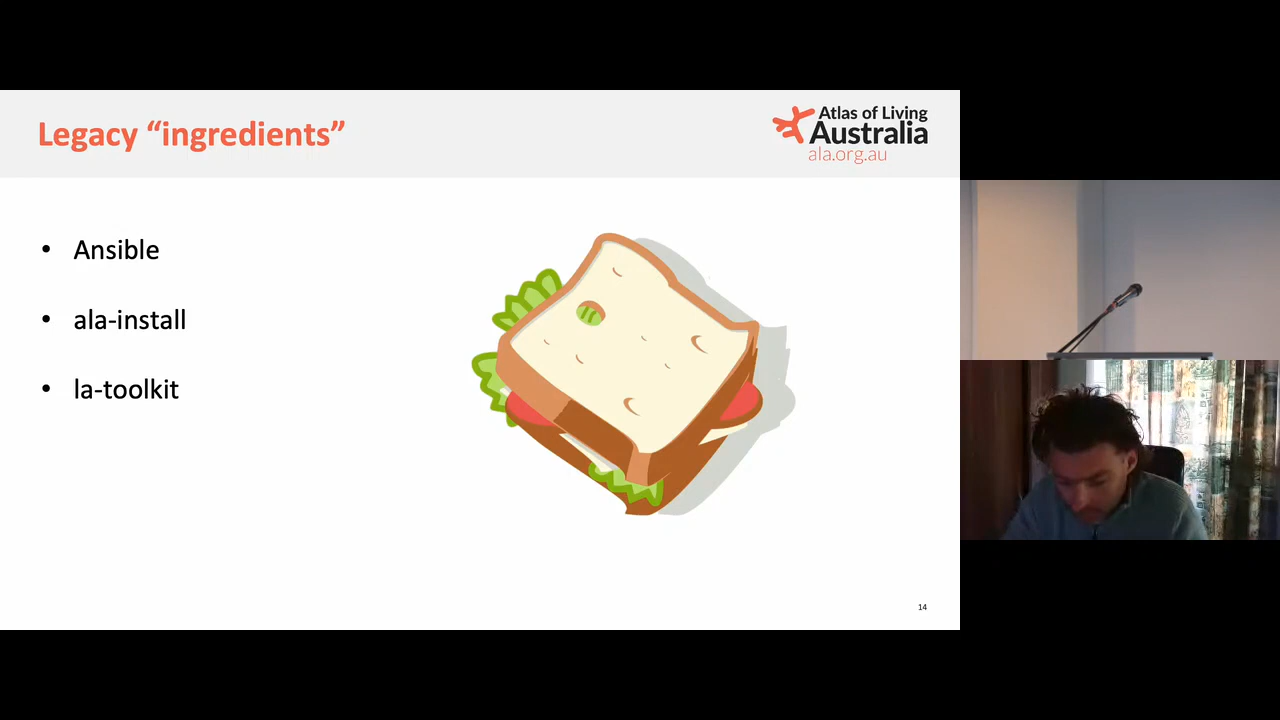 Legacy “ingredients”
Atlas of Living
Australia
ala.org.au
• Ansible
• ala-install
• la-toolkit
14